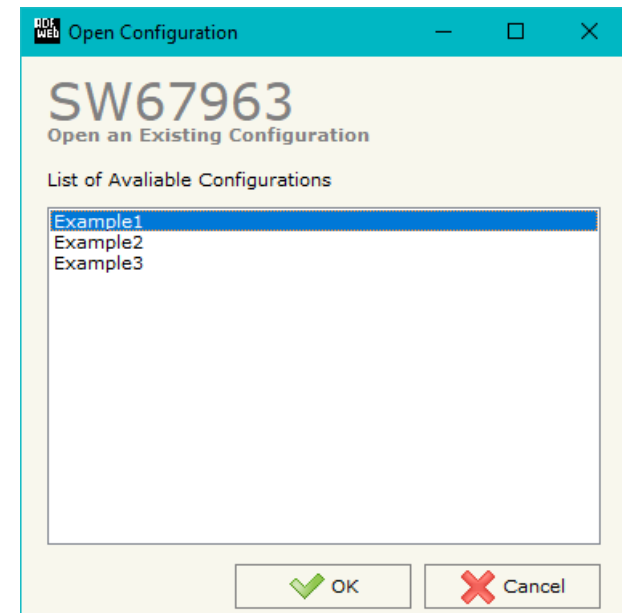 ADF WEB Open Configuration
SW67963
Open an Existing Configuration
List of Avaliable Configurations
Example1
Example2
Example3
OK Cancel